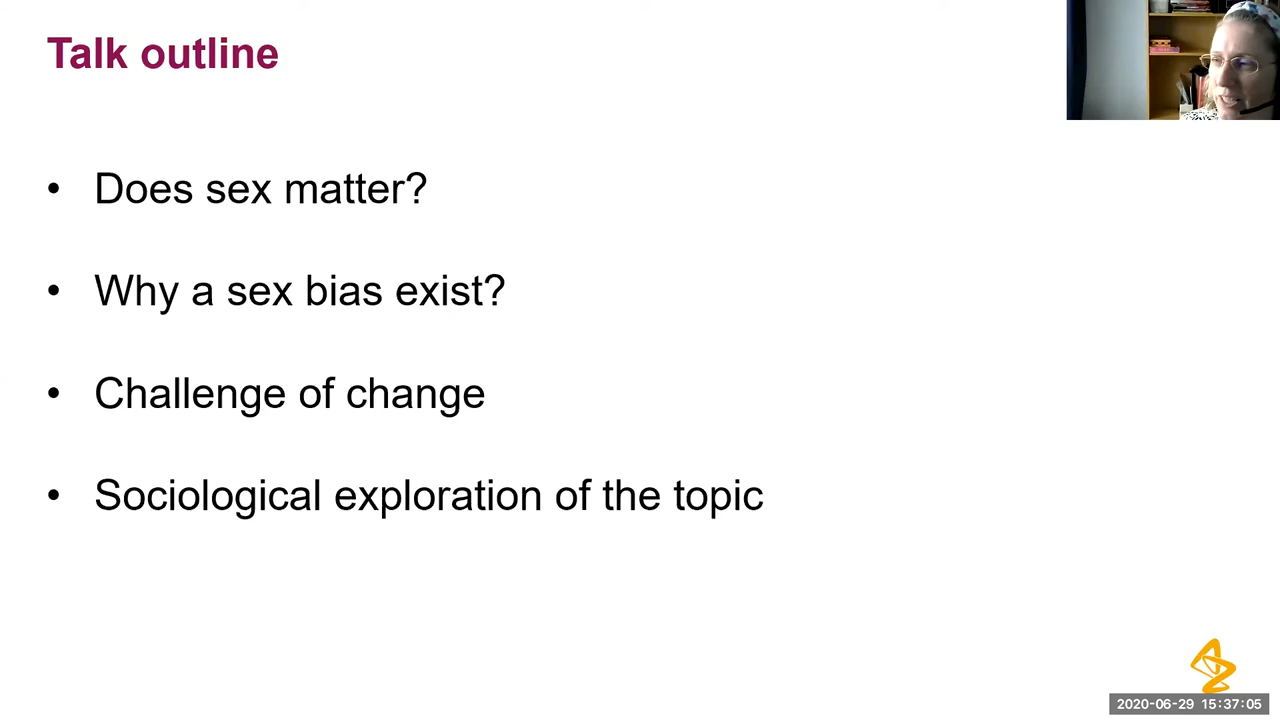 Talk outline
• Does sex matter?
• Why a sex bias exist?
• Challenge of change
• Sociological exploration of the topic
2020-06-29 15:37:05